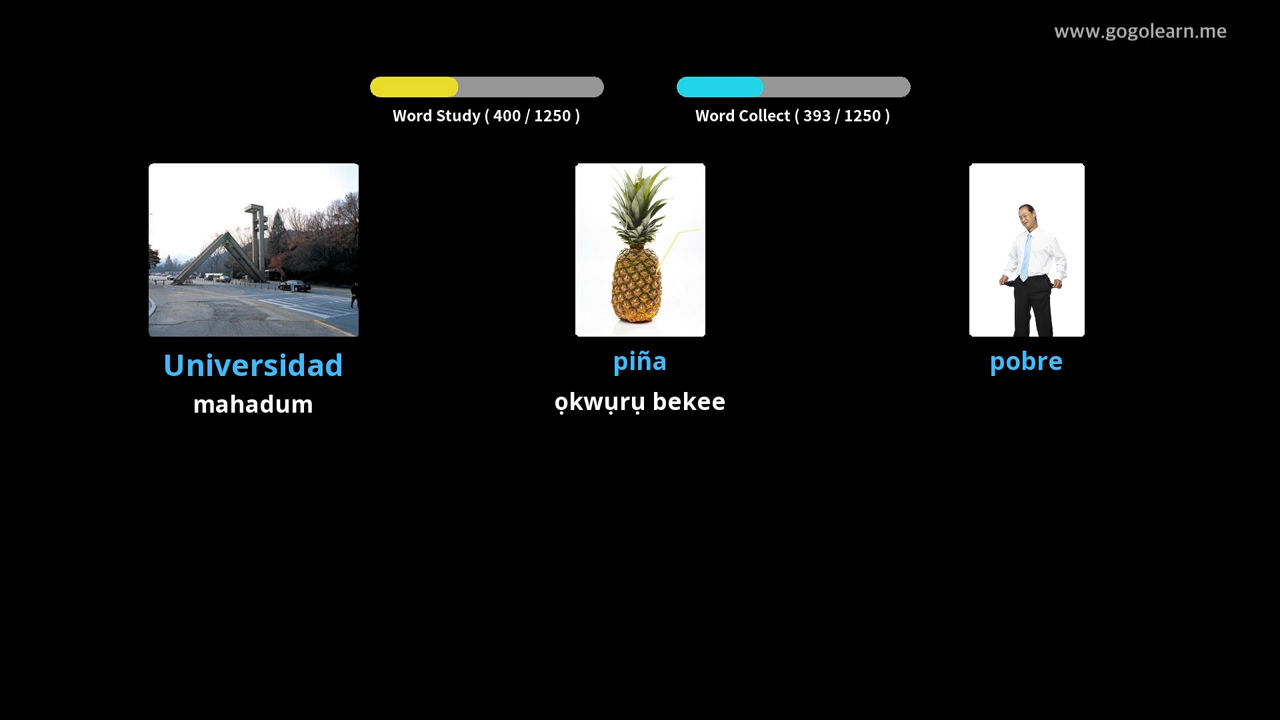 www.gogolearn.me
Word Study ( 400 / 1250 )
Word Collect ( 393 / 1250 )
Universidad
mahadum
piña
ọkwụrụ bekee
pobre